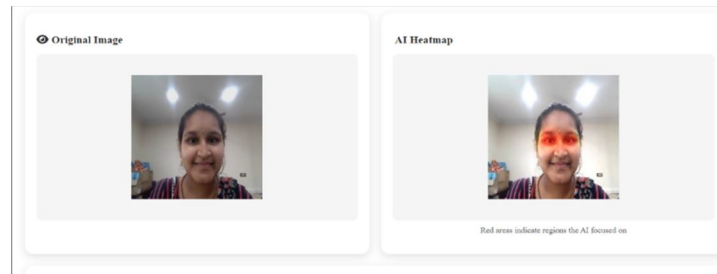 Original Image
AI Heatmap
Red areas indicate regions the AI focused on